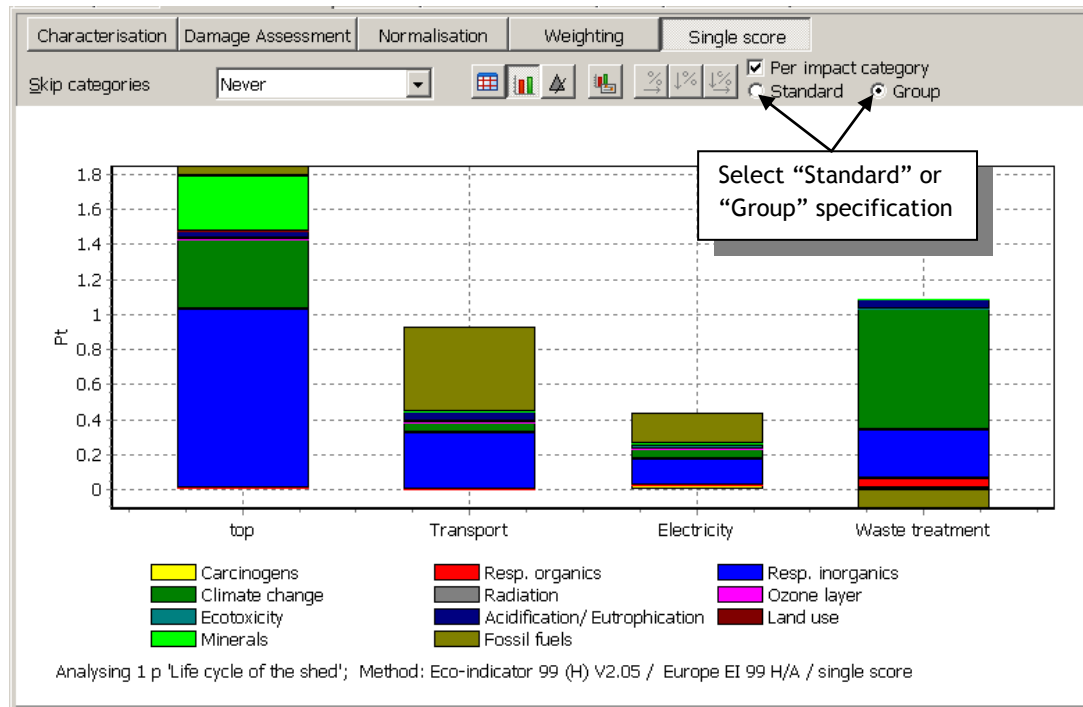 Characterisation Damage Assessment Normalisation Weighting Single score
Skip categories Never Per impact category
Standard Group
Select “Standard” or
“Group” specification
1.8
1.6
1.4
1.2
1
0.8
0.6
0.4
0.2
0
Pt
top Transport Electricity Waste treatment
Carcinogens Resp. organics Resp. inorganics
Climate change Radiation Ozone layer
Ecotoxicity Acidification/ Eutrophication Land use
Minerals Fossil fuels
Analysing 1 p 'Life cycle of the shed'; Method: Eco-indicator 99 (H) V2.05 / Europe EI 99 H/A / single score